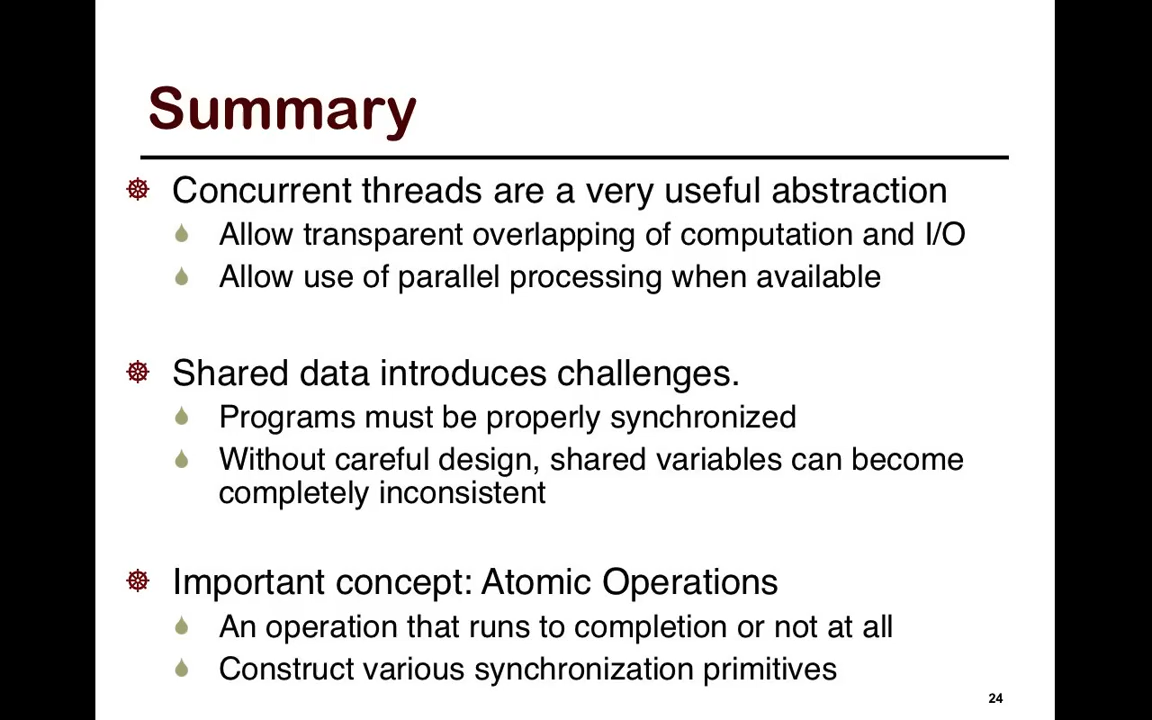 Summary
Concurrent threads are a very useful abstraction
Allow transparent overlapping of computation and I/O
Allow use of parallel processing when available
Shared data introduces challenges.
Programs must be properly synchronized
Without careful design, shared variables can become
completely inconsistent
Important concept: Atomic Operations
An operation that runs to completion or not at all
Construct various synchronization primitives
24